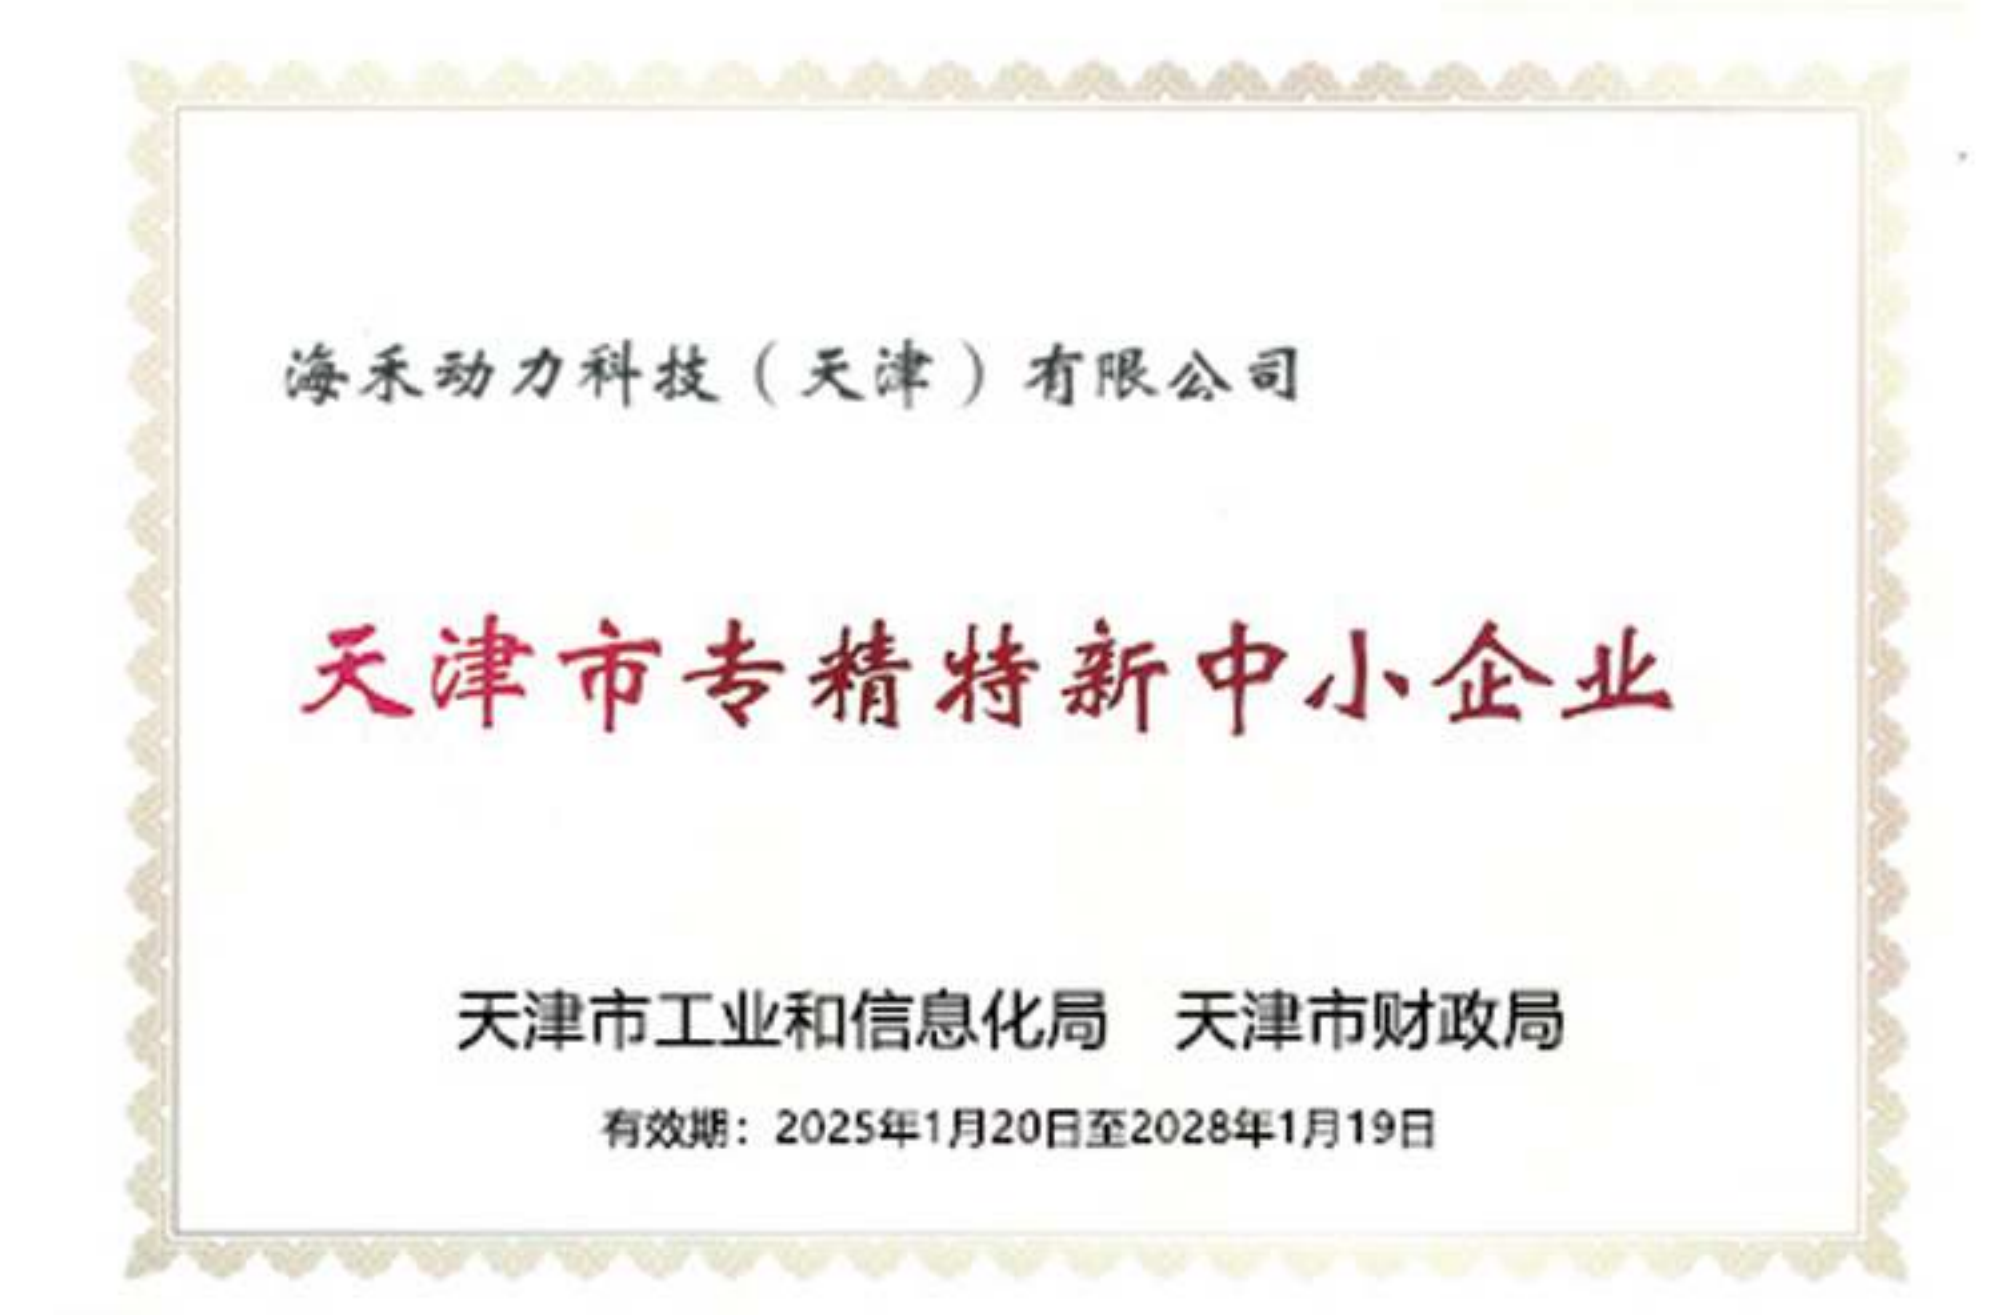 海禾动力科技（天津）有限公司
天津市专精特新中小企业
天津市工业和信息化局　天津市财政局
有效期：2025年1月20日至2028年1月19日